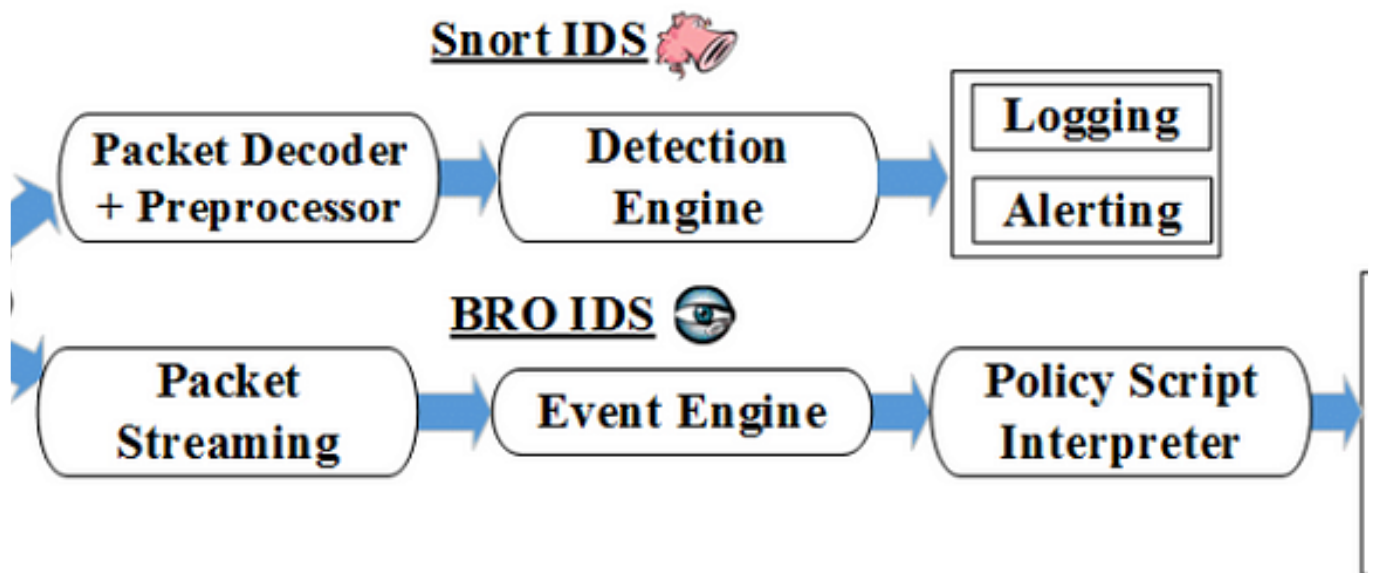 Snort IDS
Packet Decoder
+ Preprocessor
Detection
Engine
Logging
Alerting
BRO IDS
Packet
Streaming
Event Engine
Policy Script
Interpreter